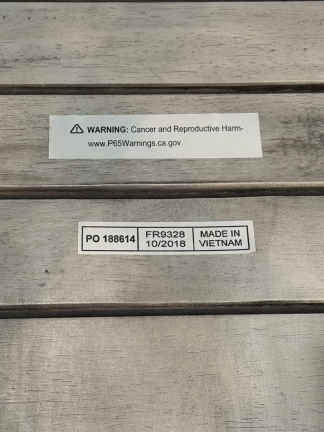 ⚠ WARNING: Cancer and Reproductive Harm-
www.P65Warnings.ca.gov
PO 188614
FR9328
10/2018
MADE IN
VIETNAM